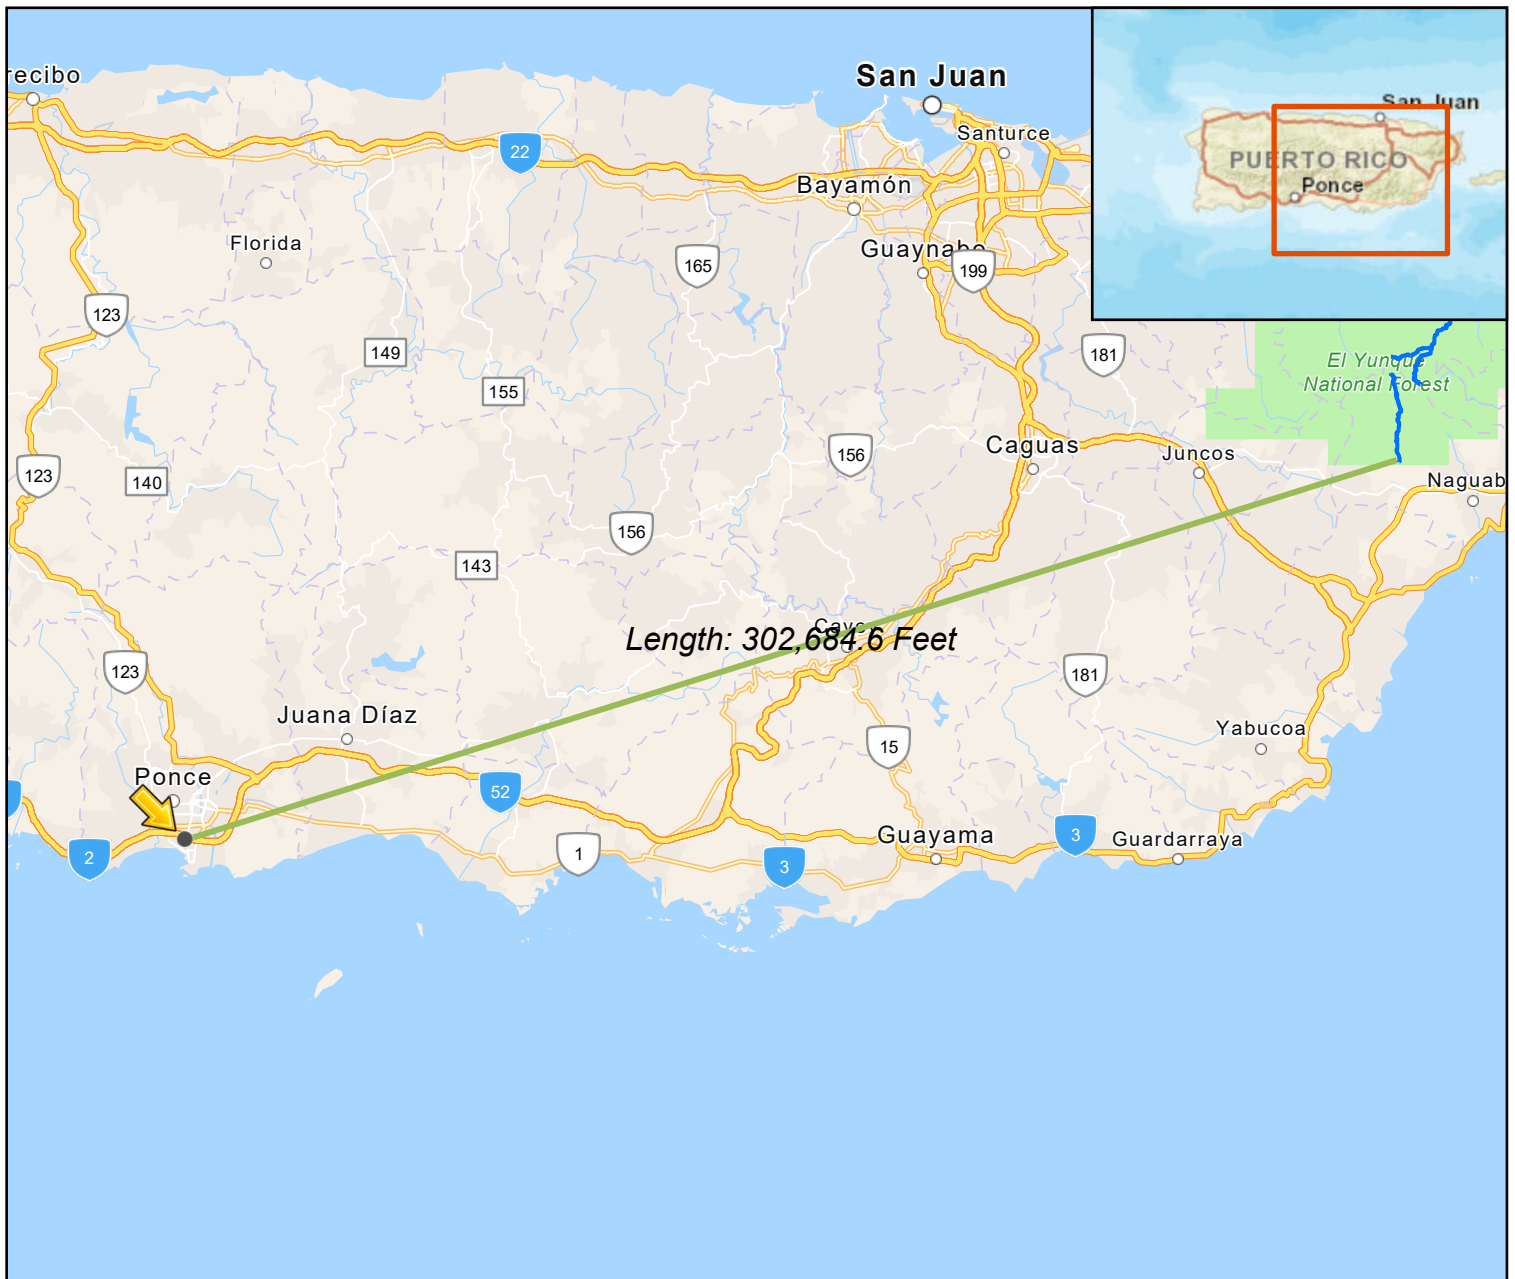 recibo
San Juan
Santurce
22
Bayamón
Florida
Guaynabo
165
199
123
149
181
155
El Yunque
National Forest
156
Caguas
Juncos
123
140
Naguab
156
143
Length: 302,684.6 Feet
123
181
Juana Díaz
Yabucoa
15
Ponce
52
Guayama
3
Guardarraya
2
1
3
San Juan
PUERTO RICO
Ponce